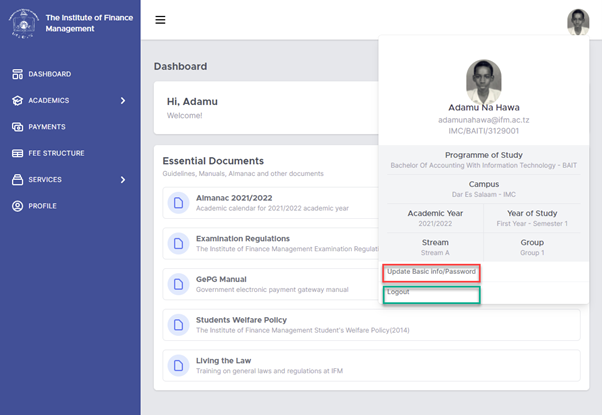 The Institute of Finance
Management
DASHBOARD
ACADEMICS
PAYMENTS
FEE STRUCTURE
SERVICES
PROFILE
Dashboard
Hi, Adamu
Welcome!
Essential Documents
Guidelines, Manuals, Almanac and other documents
Almanac 2021/2022
Academic calendar for 2021/2022 academic year
Examination Regulations
The Institute of Finance Management Examination Regulati
GePG Manual
Government electronic payment gateway manual
Students Welfare Policy
The Institute of Finance Management Student's Welfare Policy(2014)
Living the Law
Training on general laws and regulations at IFM
Adamu Na Hawa
adamunahawa@ifm.ac.tz
IMC/BAITI/3129001
Programme of Study
Bachelor Of Accounting With Information Technology - BAIT
Campus
Dar Es Salaam - IMC
Academic Year Year of Study
2021/2022 First Year - Semester 1
Stream Group
Stream A Group 1
Update Basic info/Password
Logout